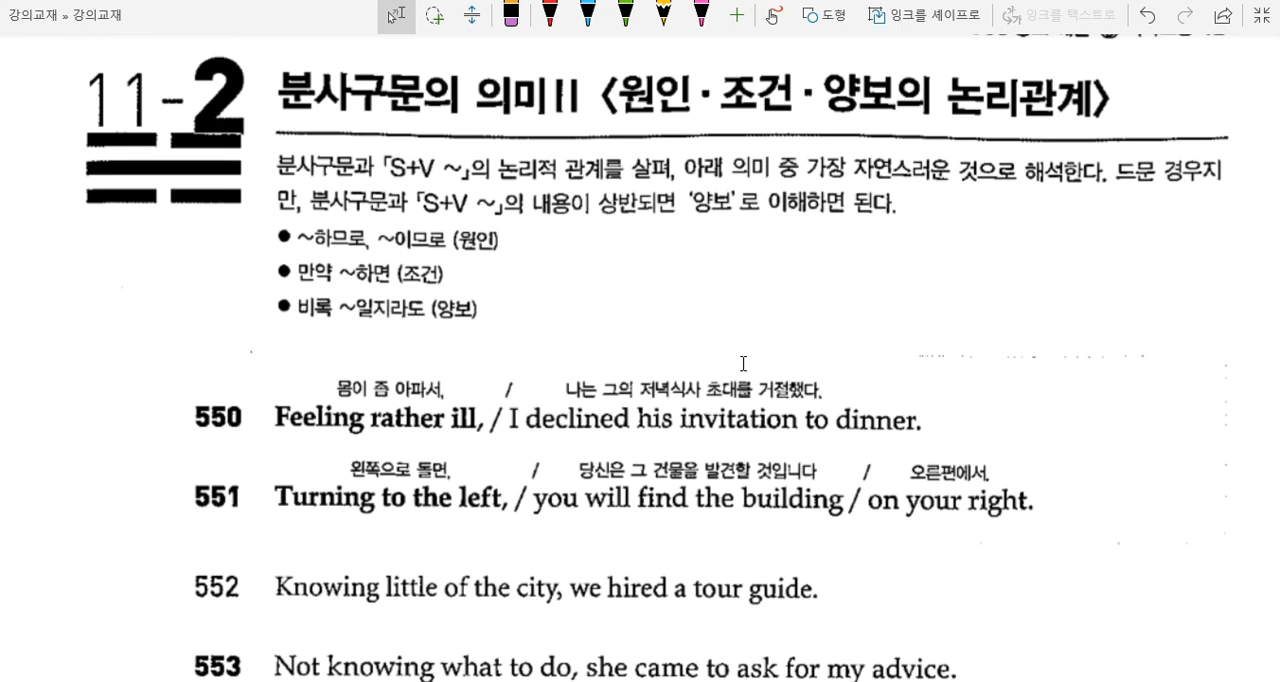 강의교재 » 강의교재
도형
잉크를 셰이프로
잉크를 텍스트로
11-2 분사구문의 의미II 〈원인·조건·양보의 논리관계〉
분사구문과 「S+V ~」의 논리적 관계를 살펴, 아래 의미 중 가장 자연스러운 것으로 해석한다. 드문 경우지
만, 분사구문과 「S+V ~」의 내용이 상반되면 ‘양보’로 이해하면 된다.
● ~하므로, ~이므로 (원인)
● 만약 ~하면 (조건)
● 비록 ~일지라도 (양보)
몸이 좀 아파서, / 나는 그의 저녁식사 초대를 거절했다.
550 Feeling rather ill, / I declined his invitation to dinner.
왼쪽으로 돌면, / 당신은 그 건물을 발견할 것입니다 / 오른편에서.
551 Turning to the left, / you will find the building / on your right.
552 Knowing little of the city, we hired a tour guide.
553 Not knowing what to do, she came to ask for my advice.